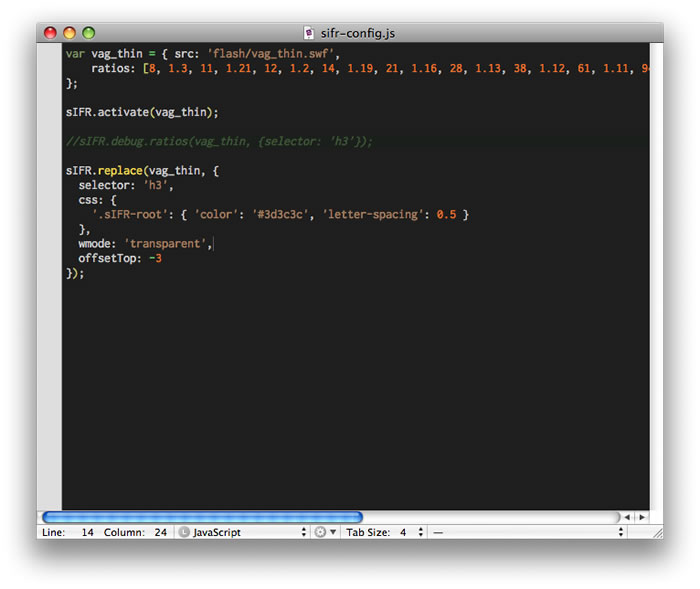 sifr-config.js
var vag_thin = { src: 'flash/vag_thin.swf',
    ratios: [8, 1.3, 11, 1.21, 12, 1.2, 14, 1.19, 21, 1.16, 28, 1.13, 38, 1.12, 61, 1.11,
};
sIFR.activate(vag_thin);
//sIFR.debug.ratios(vag_thin, {selector: 'h3'});
sIFR.replace(vag_thin, {
  selector: 'h3',
  css: {
    '.sIFR-root': { 'color': '#3d3c3c', 'letter-spacing': 0.5 }
  },
  wmode: 'transparent',
  offsetTop: -3
});
Line: 14 Column: 24 L JavaScript Tab Size: 4 —